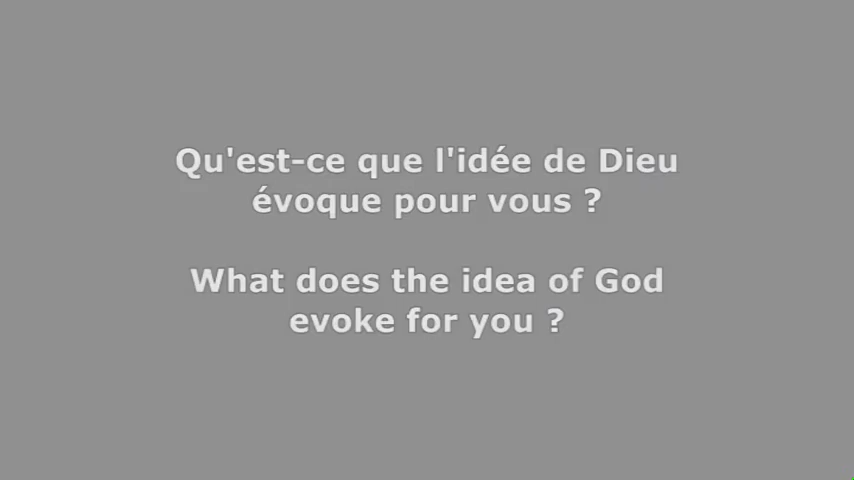 Qu'est-ce que l'idée de Dieu
évoque pour vous ?
What does the idea of God
evoke for you ?